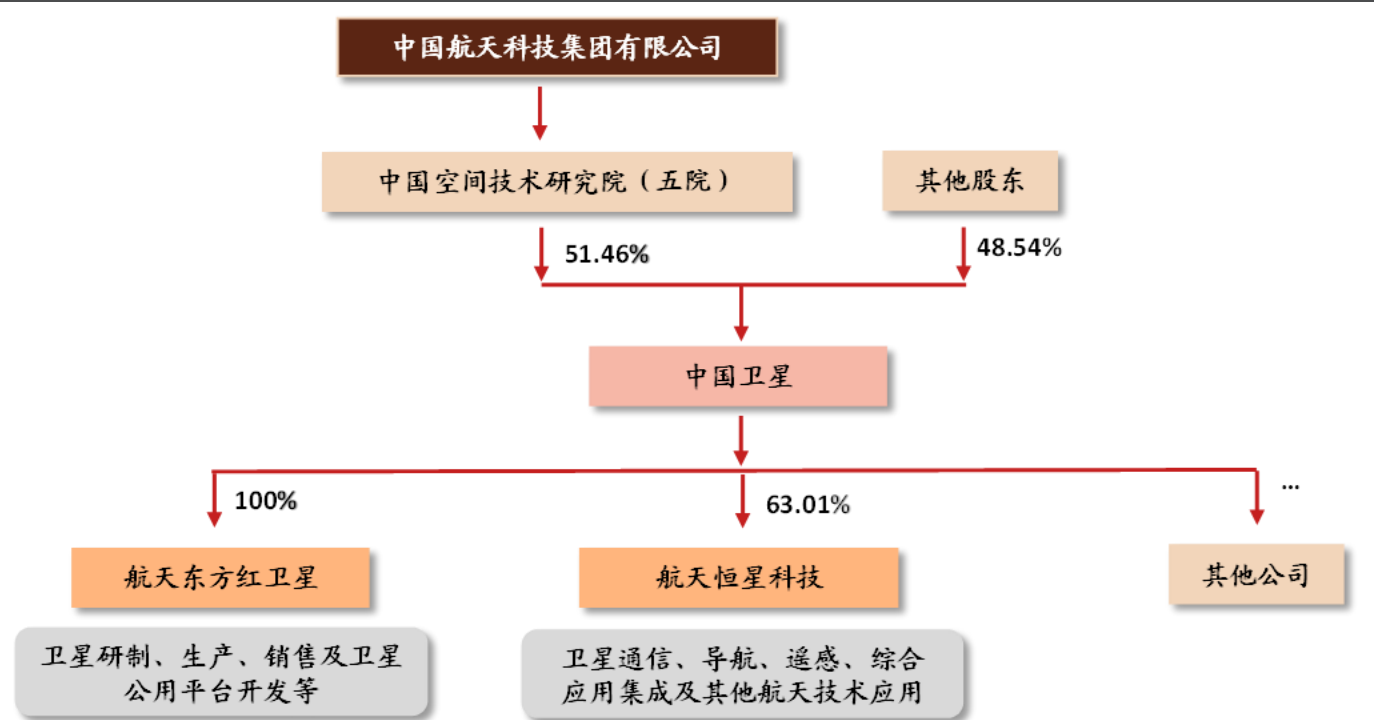 中国航天科技集团有限公司
中国空间技术研究院（五院）
其他股东
51.46%
48.54%
中国卫星
100%
63.01%
...
航天东方红卫星
航天恒星科技
其他公司
卫星研制、生产、销售及卫星
公用平台开发等
卫星通信、导航、遥感、综合
应用集成及其他航天技术应用